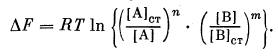 ΔF = RT ln {([A]ст/[A])ⁿ · ([B]/[B]ст)ᵐ}.